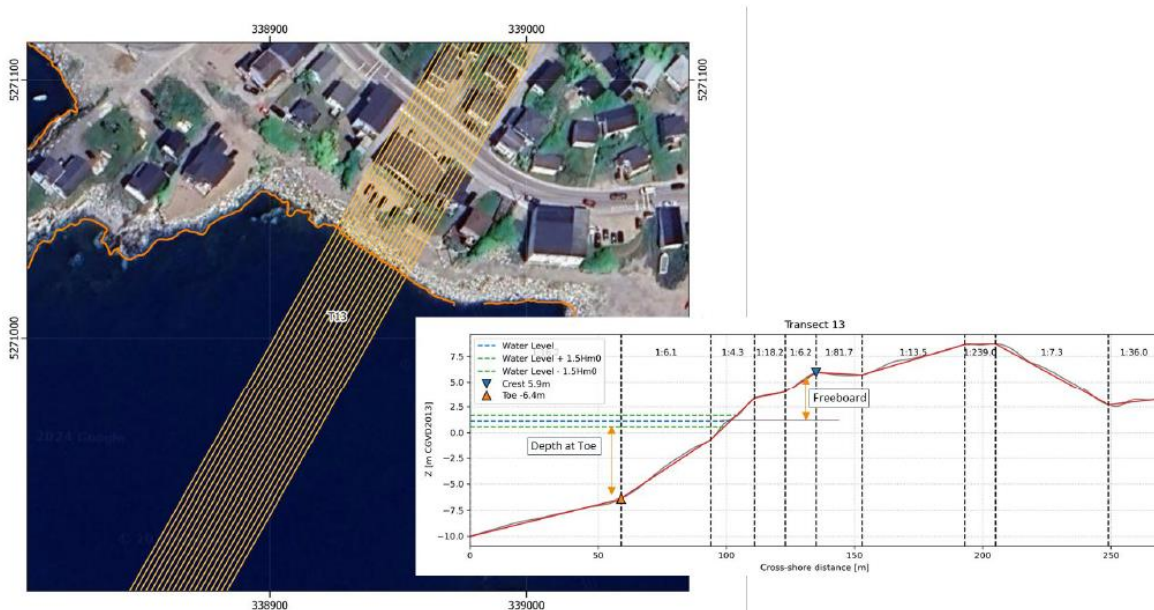 338900
339000
5271100
5271100
T13
5271000
2024 Google
338900
339000
Transect 13
Water Level
Water Level + 1.5Hm0
Water Level - 1.5Hm0
Crest 5.9m
Toe -6.4m
1:6.1
1:4.3
1:18.2
1:6.2
1:81.7
1:13.5
1:239.0
1:7.3
1:36.0
Freeboard
Depth at Toe
7.5
5.0
2.5
0.0
−2.5
−5.0
−7.5
−10.0
Z [m CGVD2013]
0
50
100
150
200
250
Cross-shore distance [m]